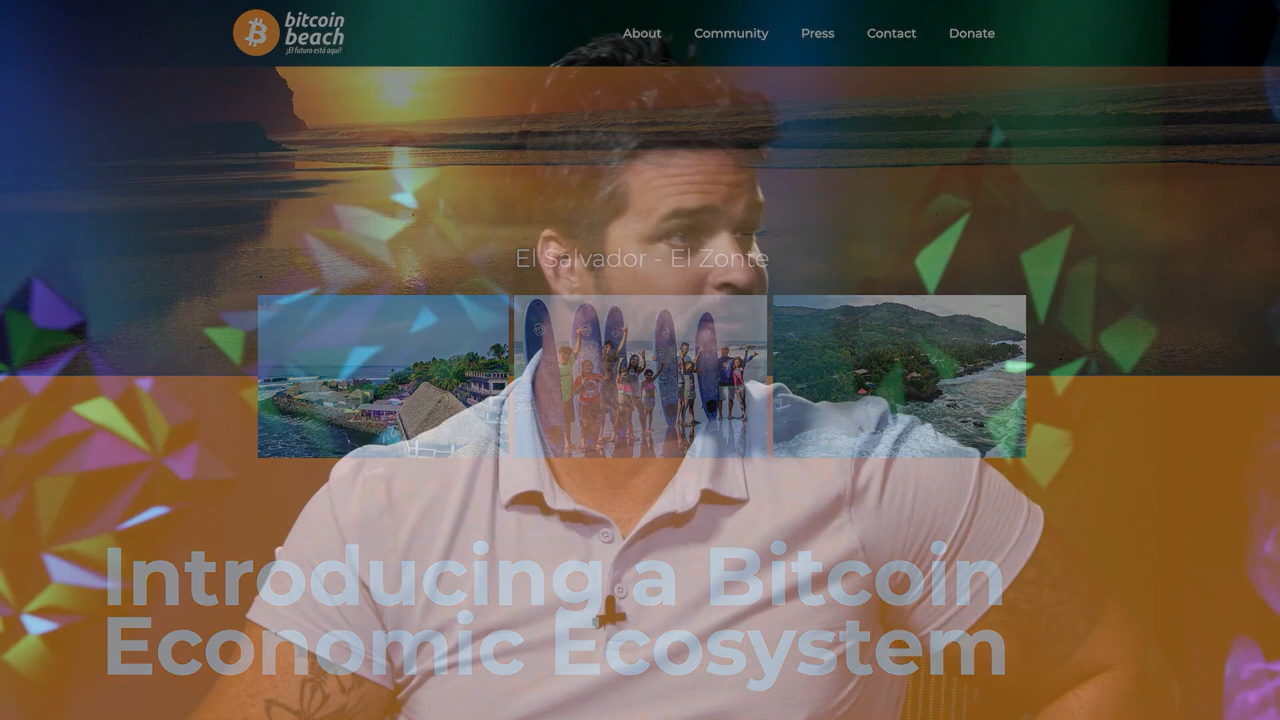 bitcoin
beach
¡El futuro está aquí!
About Community Press Contact Donate
El Salvador - El Zonte
Introducing a Bitcoin
Economic Ecosystem